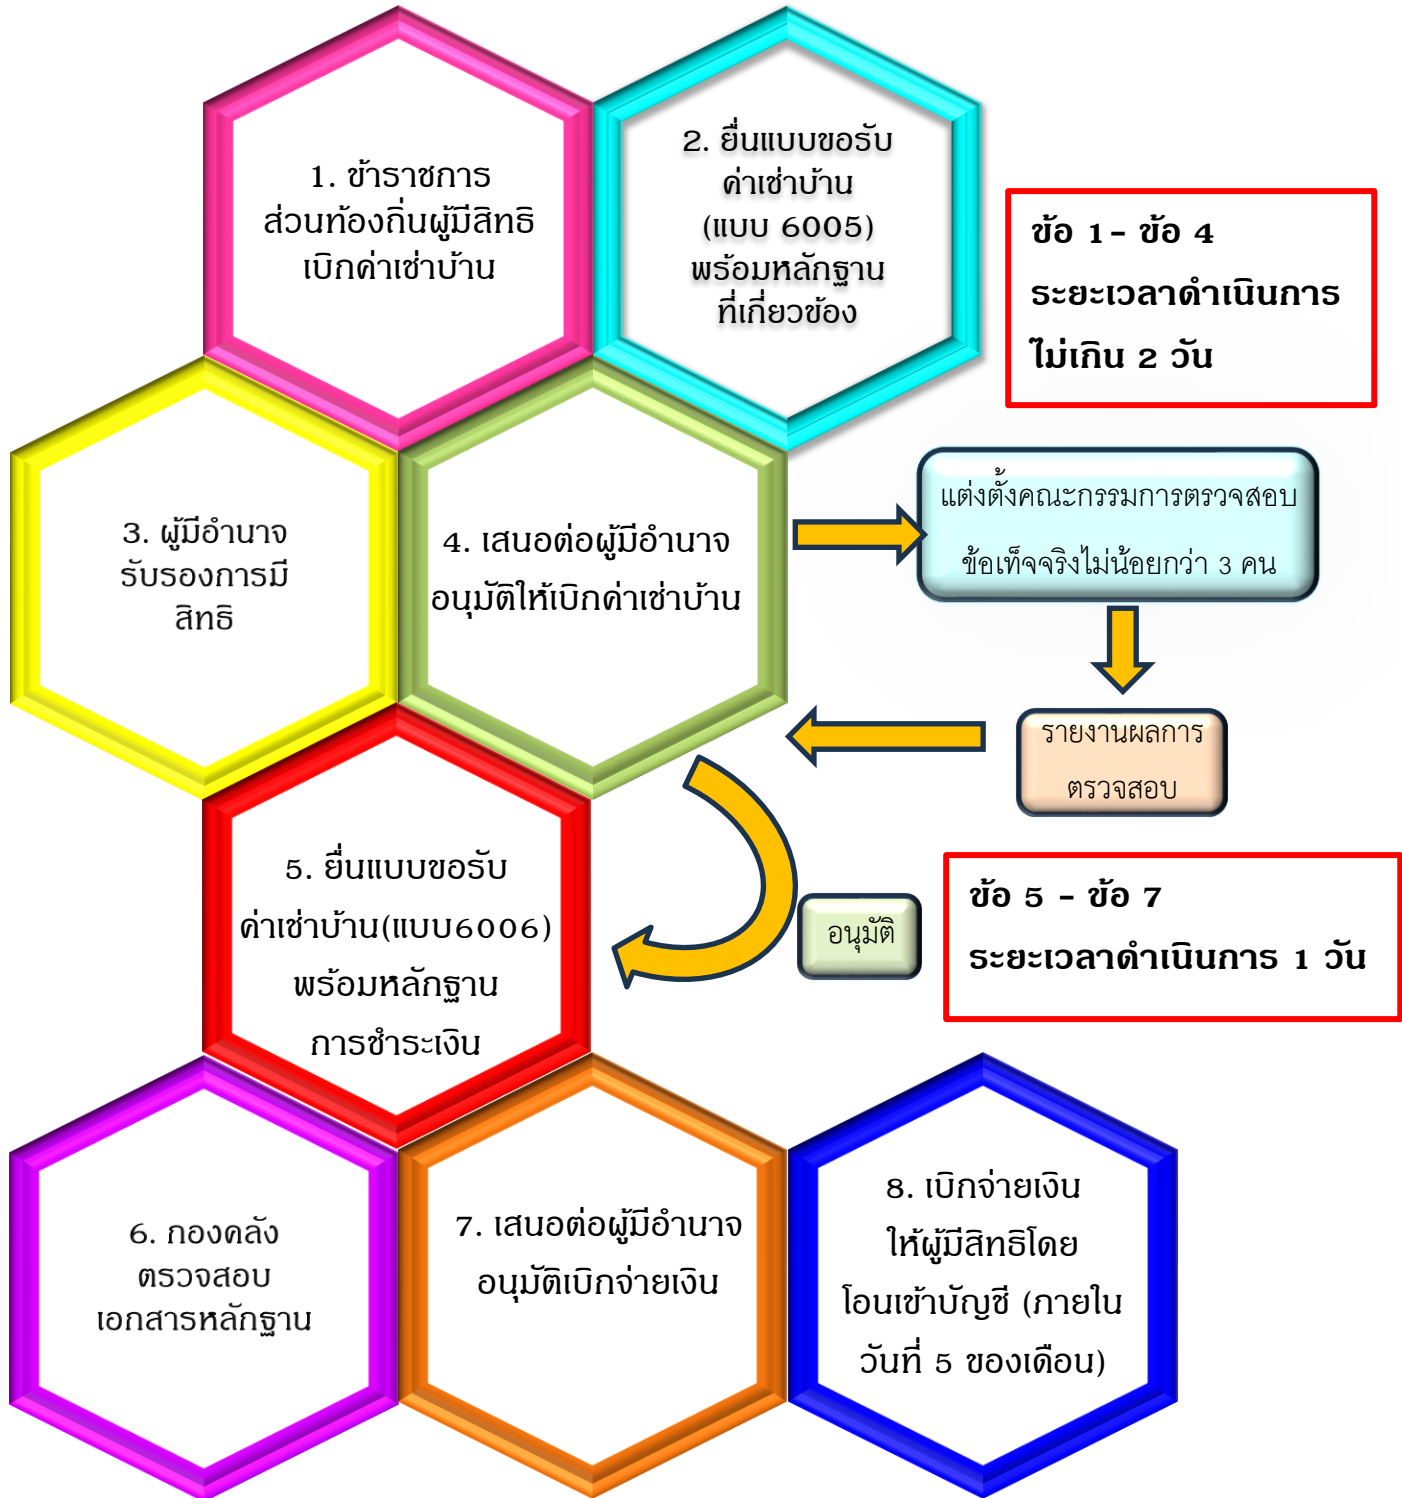 1. ข้าราชการ
ส่วนท้องถิ่นผู้มีสิทธิ
เบิกค่าเช่าบ้าน
2. ยื่นแบบขอรับ
ค่าเช่าบ้าน
(แบบ 6005)
พร้อมหลักฐาน
ที่เกี่ยวข้อง
ข้อ 1- ข้อ 4
ระยะเวลาดำเนินการ
ไม่เกิน 2 วัน
3. ผู้มีอำนาจ
รับรองการมี
สิทธิ
4. เสนอต่อผู้มีอำนาจ
อนุมัติให้เบิกค่าเช่าบ้าน
แต่งตั้งคณะกรรมการตรวจสอบ
ข้อเท็จจริงไม่น้อยกว่า 3 คน
รายงานผลการ
ตรวจสอบ
5. ยื่นแบบขอรับ
ค่าเช่าบ้าน(แบบ6006)
พร้อมหลักฐาน
การชำระเงิน
อนุมัติ
ข้อ 5 - ข้อ 7
ระยะเวลาดำเนินการ 1 วัน
6. กองคลัง
ตรวจสอบ
เอกสารหลักฐาน
7. เสนอต่อผู้มีอำนาจ
อนุมัติเบิกจ่ายเงิน
8. เบิกจ่ายเงิน
ให้ผู้มีสิทธิโดย
โอนเข้าบัญชี (ภายใน
วันที่ 5 ของเดือน)